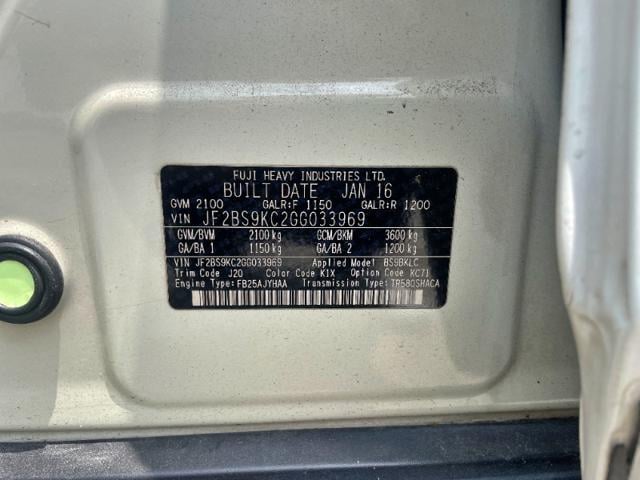 FUJI HEAVY INDUSTRIES LTD.
BUILT DATE JAN 16
GVM 2100 GALR:F 1150 GALR:R 1200
VIN JF2BS9KC2GG033969
GVM/BVM 2100 kg GCM/BKM 3600 kg
GA/BA 1 1150 kg GA/BA 2 1200 kg
VIN JF2BS9KC2GG033969 Applied Model BS9BKLC
Trim Code J20 Color Code K1X Option Code KC71
Engine Type: FB25AJYHAA Transmission Type: TR580SHACA